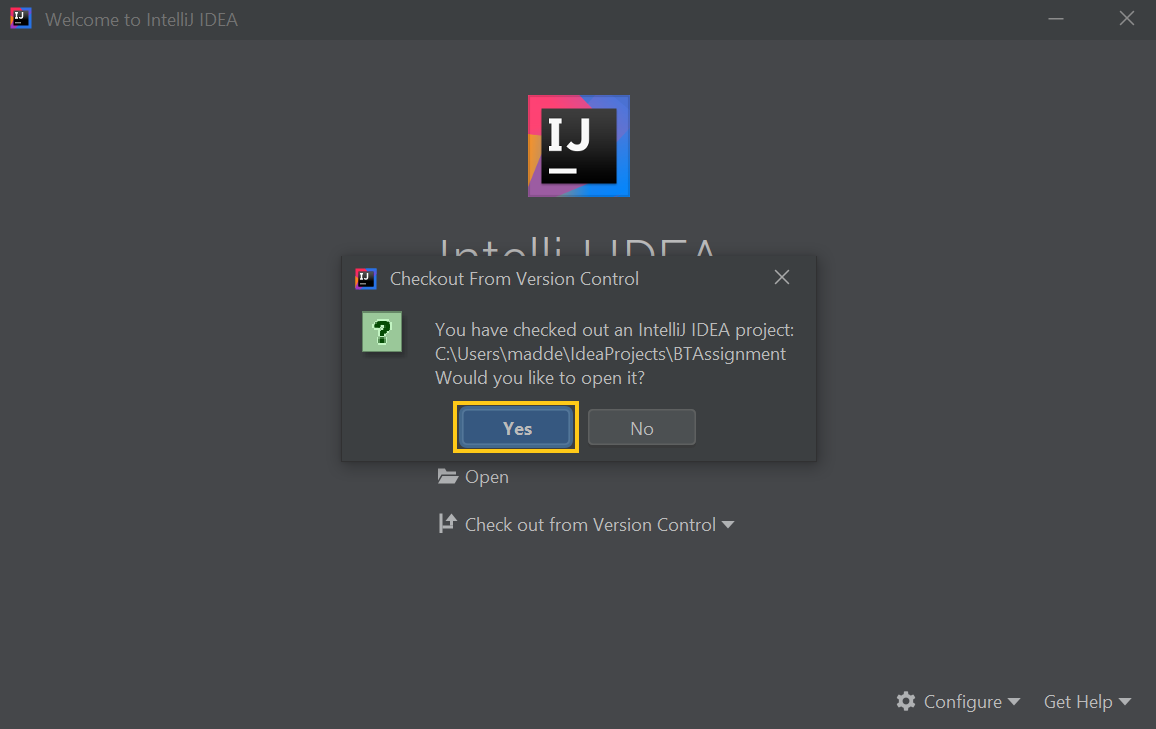 IJ
Welcome to IntelliJ IDEA
IJ
IntelliJ IDEA
IJ
Checkout From Version Control
?
You have checked out an IntelliJ IDEA project:
C:\Users\madde\IdeaProjects\BTAssignment
Would you like to open it?
Yes
No
Open
Check out from Version Control
Configure
Get Help